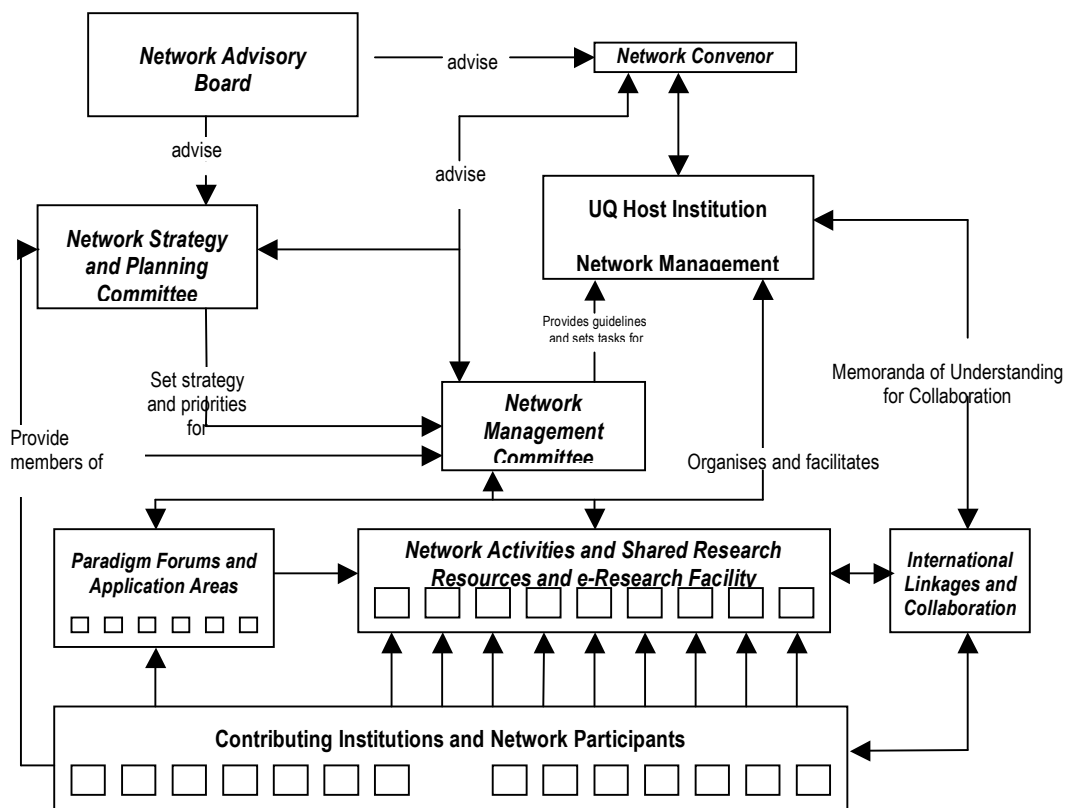 Network Advisory
Board
advise
Network Convenor
advise
advise
UQ Host Institution
Network Management
Network Strategy
and Planning
Committee
Provides guidelines
and sets tasks for
Memoranda of Understanding
for Collaboration
Set strategy
and priorities
for
Network
Management
Committee
Provide
members of
Organises and facilitates
Paradigm Forums and
Application Areas
Network Activities and Shared Research
Resources and e-Research Facility
International
Linkages and
Collaboration
Contributing Institutions and Network Participants